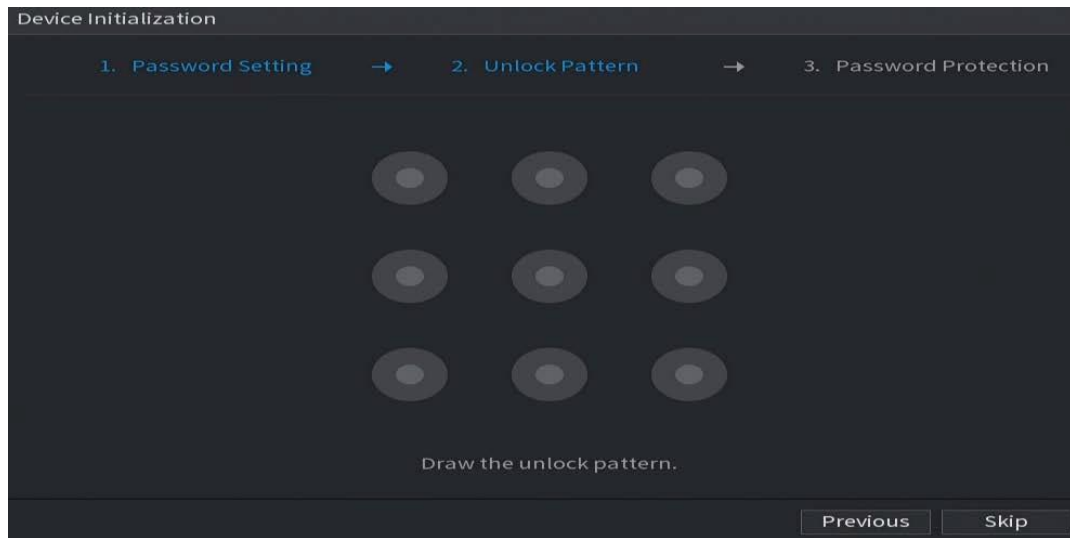 Device Initialization
1. Password Setting → 2. Unlock Pattern → 3. Password Protection
Draw the unlock pattern.
Previous Skip